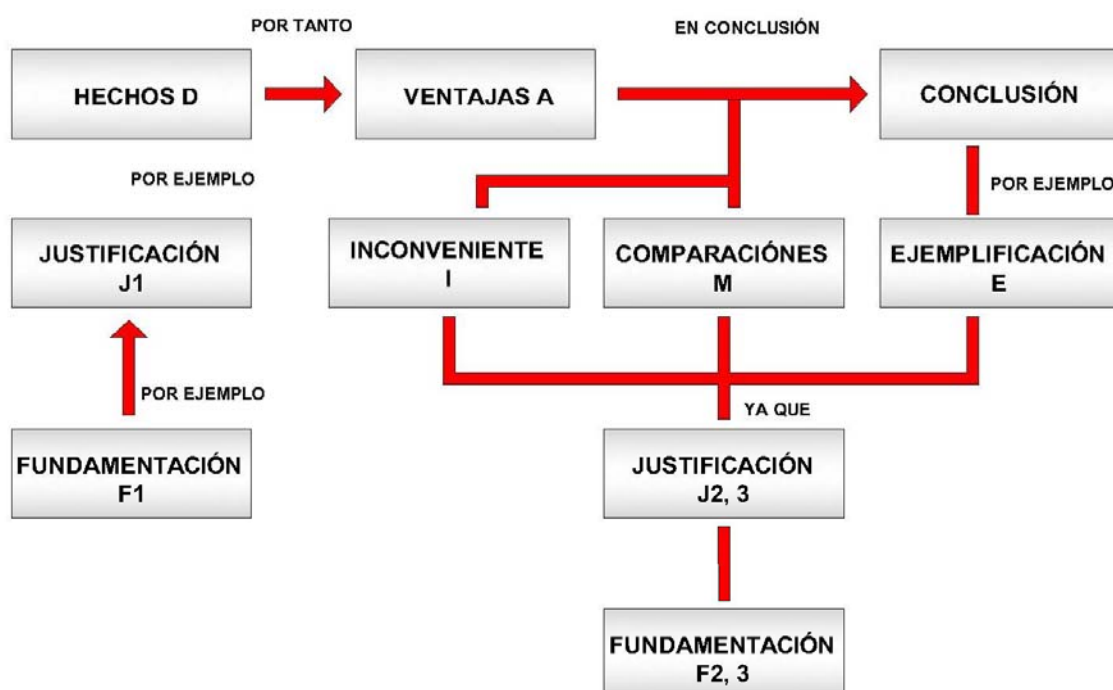 POR TANTO
EN CONCLUSIÓN
HECHOS D
VENTAJAS A
CONCLUSIÓN
POR EJEMPLO
POR EJEMPLO
JUSTIFICACIÓN
J1
INCONVENIENTE
I
COMPARACIÓNES
M
EJEMPLIFICACIÓN
E
POR EJEMPLO
YA QUE
FUNDAMENTACIÓN
F1
JUSTIFICACIÓN
J2, 3
FUNDAMENTACIÓN
F2, 3